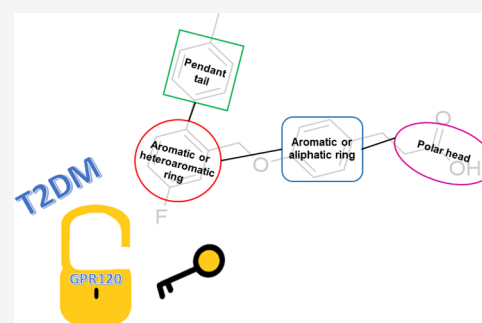 Pendant
tail
Aromatic or
heteroaromatic
ring
Aromatic or
aliphatic ring
Polar head
O
OH
O
F
T2DM
GPR120